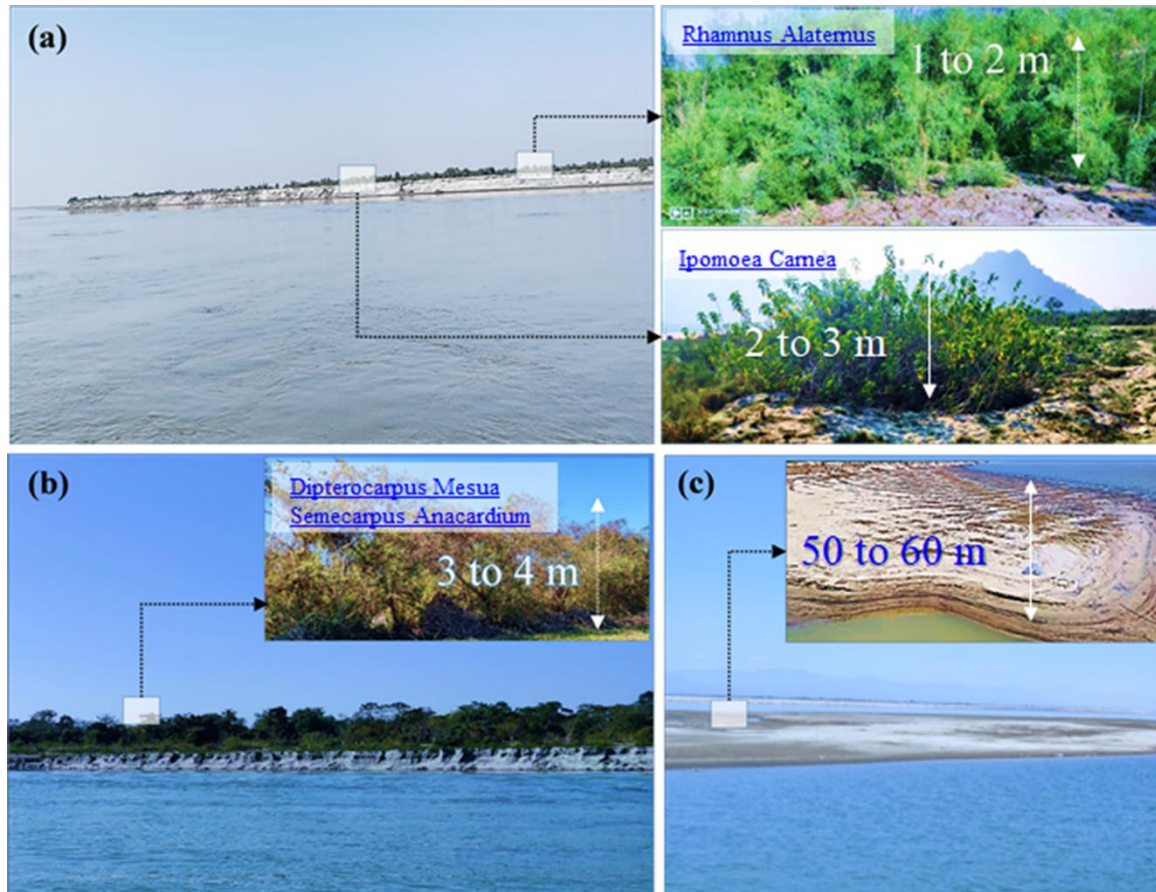 (a)
Rhamnus Alaternus
1 to 2 m
Ipomoea Carnea
2 to 3 m
(b)
Dipterocarpus Mesua
Semecarpus Anacardium
3 to 4 m
(c)
50 to 60 m